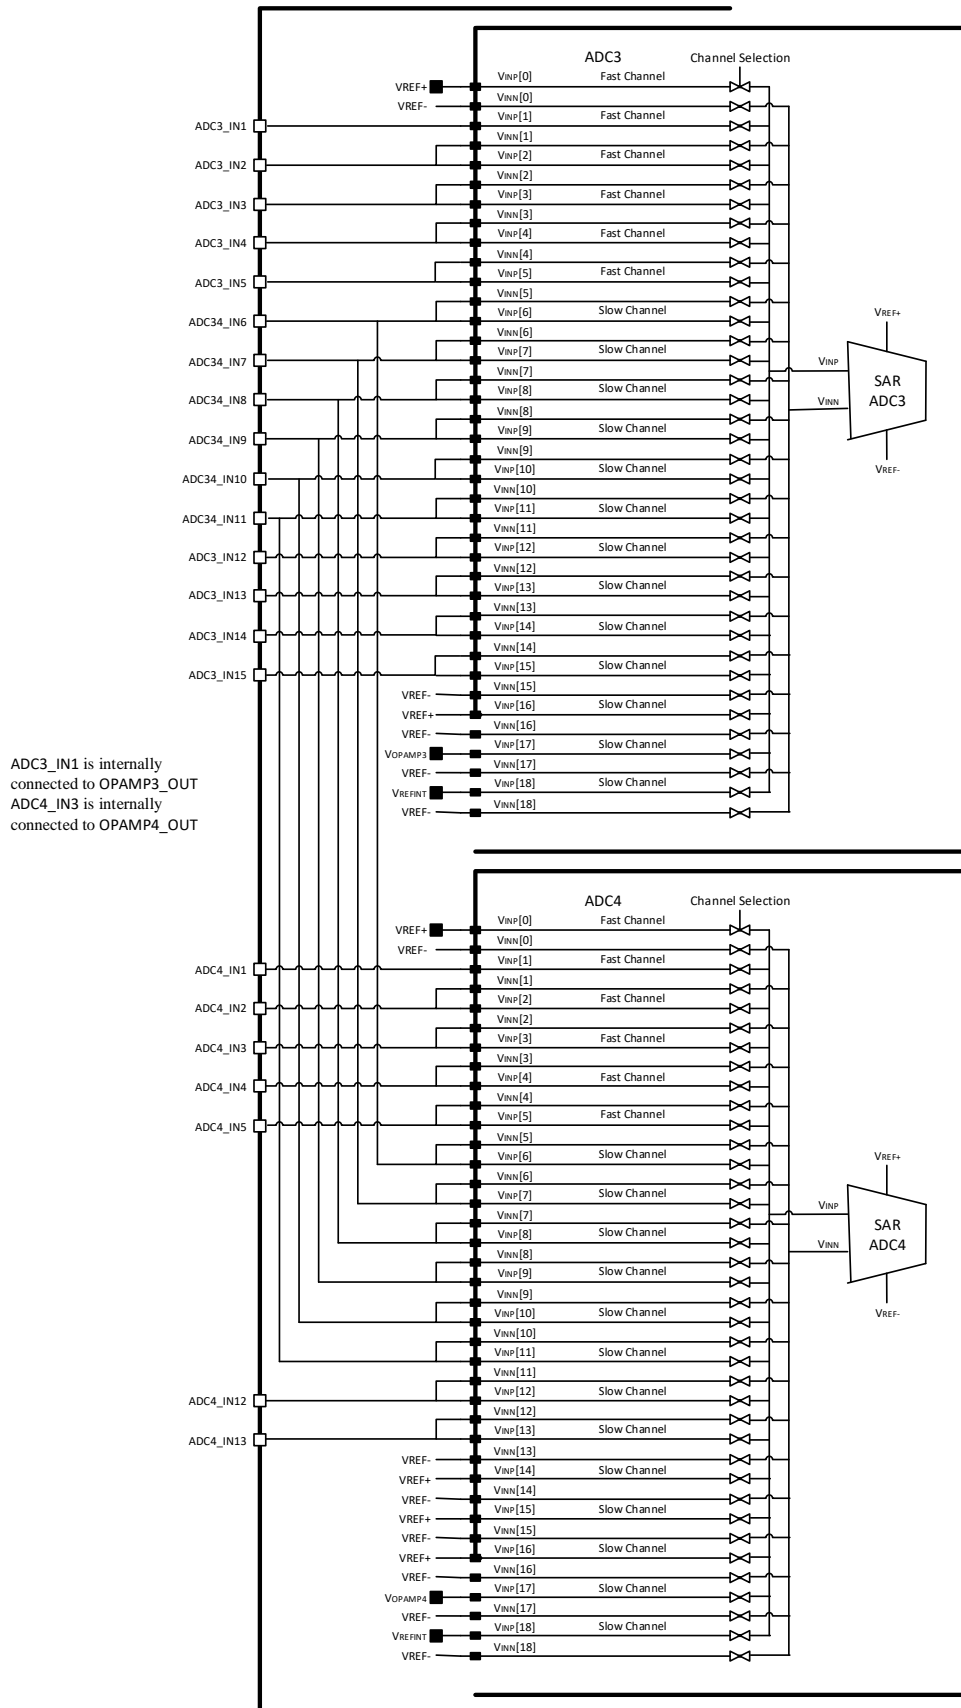 ADC3 Channel Selection
VREF+ VINP[0] Fast Channel
VREF- VINN[0]
ADC3_IN1 VINP[1] Fast Channel
VINN[1]
ADC3_IN2 VINP[2] Fast Channel
VINN[2]
ADC3_IN3 VINP[3] Fast Channel
VINN[3]
ADC3_IN4 VINP[4] Fast Channel
VINN[4]
ADC3_IN5 VINP[5] Fast Channel
VINN[5]
ADC34_IN6 VINP[6] Slow Channel
VREF+
VINN[6]
ADC34_IN7 VINP[7] Slow Channel
VINP
VINN[7]
SAR
ADC34_IN8 VINP[8] Slow Channel
VINN ADC3
VINN[8]
ADC34_IN9 VINP[9] Slow Channel
VINN[9]
VREF-
ADC34_IN10 VINP[10] Slow Channel
VINN[10]
ADC34_IN11 VINP[11] Slow Channel
VINN[11]
ADC3_IN12 VINP[12] Slow Channel
VINN[12]
ADC3_IN13 VINP[13] Slow Channel
VINN[13]
ADC3_IN14 VINP[14] Slow Channel
VINN[14]
ADC3_IN15 VINP[15] Slow Channel
VREF- VINN[15]
VREF+ VINP[16] Slow Channel
VREF- VINN[16]
VOPAMP3 VINP[17] Slow Channel
VREF- VINN[17]
VREFINT VINP[18] Slow Channel
VREF- VINN[18]
ADC3_IN1 is internally
connected to OPAMP3_OUT
ADC4_IN3 is internally
connected to OPAMP4_OUT
ADC4 Channel Selection
VREF+ VINP[0] Fast Channel
VREF- VINN[0]
ADC4_IN1 VINP[1] Fast Channel
VINN[1]
ADC4_IN2 VINP[2] Fast Channel
VINN[2]
ADC4_IN3 VINP[3] Fast Channel
VINN[3]
ADC4_IN4 VINP[4] Fast Channel
VINN[4]
ADC4_IN5 VINP[5] Fast Channel
VINN[5]
VINP[6] Slow Channel
VREF+
VINN[6]
VINP[7] Slow Channel
VINP
VINN[7]
SAR
VINP[8] Slow Channel
VINN ADC4
VINN[8]
VINP[9] Slow Channel
VINN[9]
VREF-
VINP[10] Slow Channel
VINN[10]
VINP[11] Slow Channel
VINN[11]
ADC4_IN12 VINP[12] Slow Channel
VINN[12]
ADC4_IN13 VINP[13] Slow Channel
VREF- VINN[13]
VREF+ VINP[14] Slow Channel
VREF- VINN[14]
VREF+ VINP[15] Slow Channel
VREF- VINN[15]
VREF+ VINP[16] Slow Channel
VREF- VINN[16]
VOPAMP4 VINP[17] Slow Channel
VREF- VINN[17]
VREFINT VINP[18] Slow Channel
VREF- VINN[18]